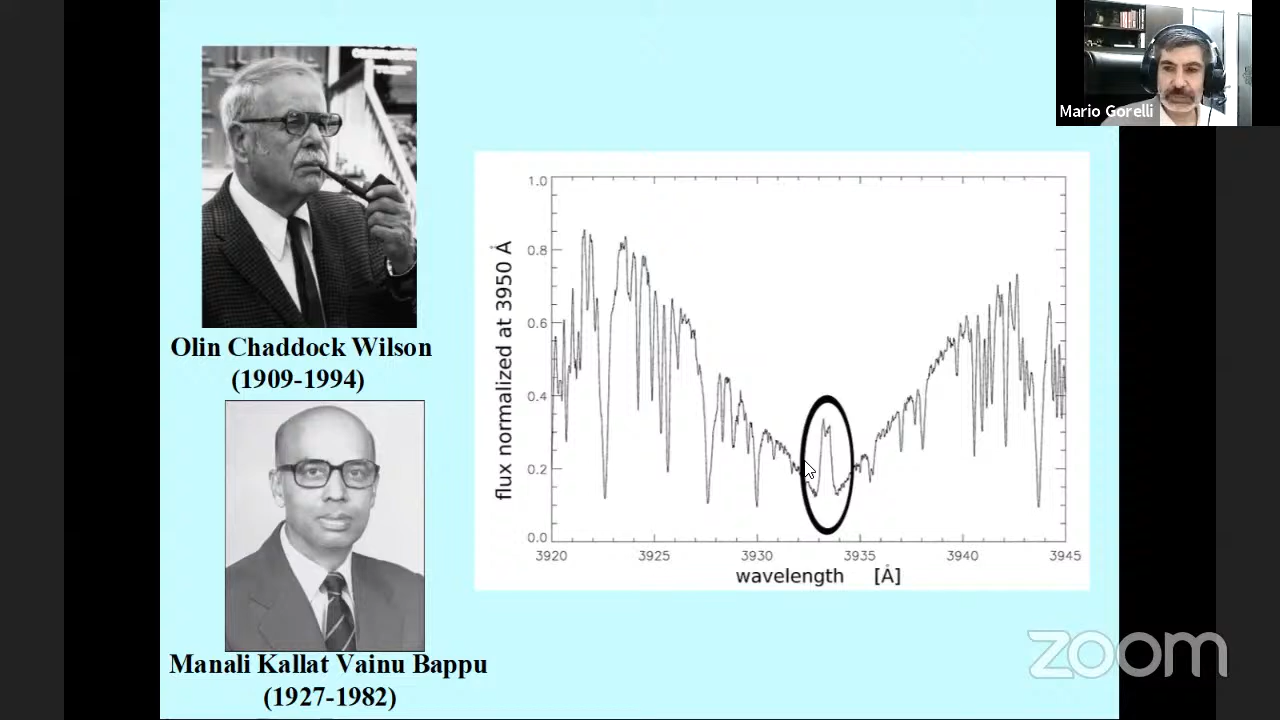 Mario Gorelli
Olin Chaddock Wilson
(1909-1994)
Manali Kallat Vainu Bappu
(1927-1982)
flux normalized at 3950 Å
1.0
0.8
0.6
0.4
0.2
0.0
3920 3925 3930 3935 3940 3945
wavelength [Å]
zoom